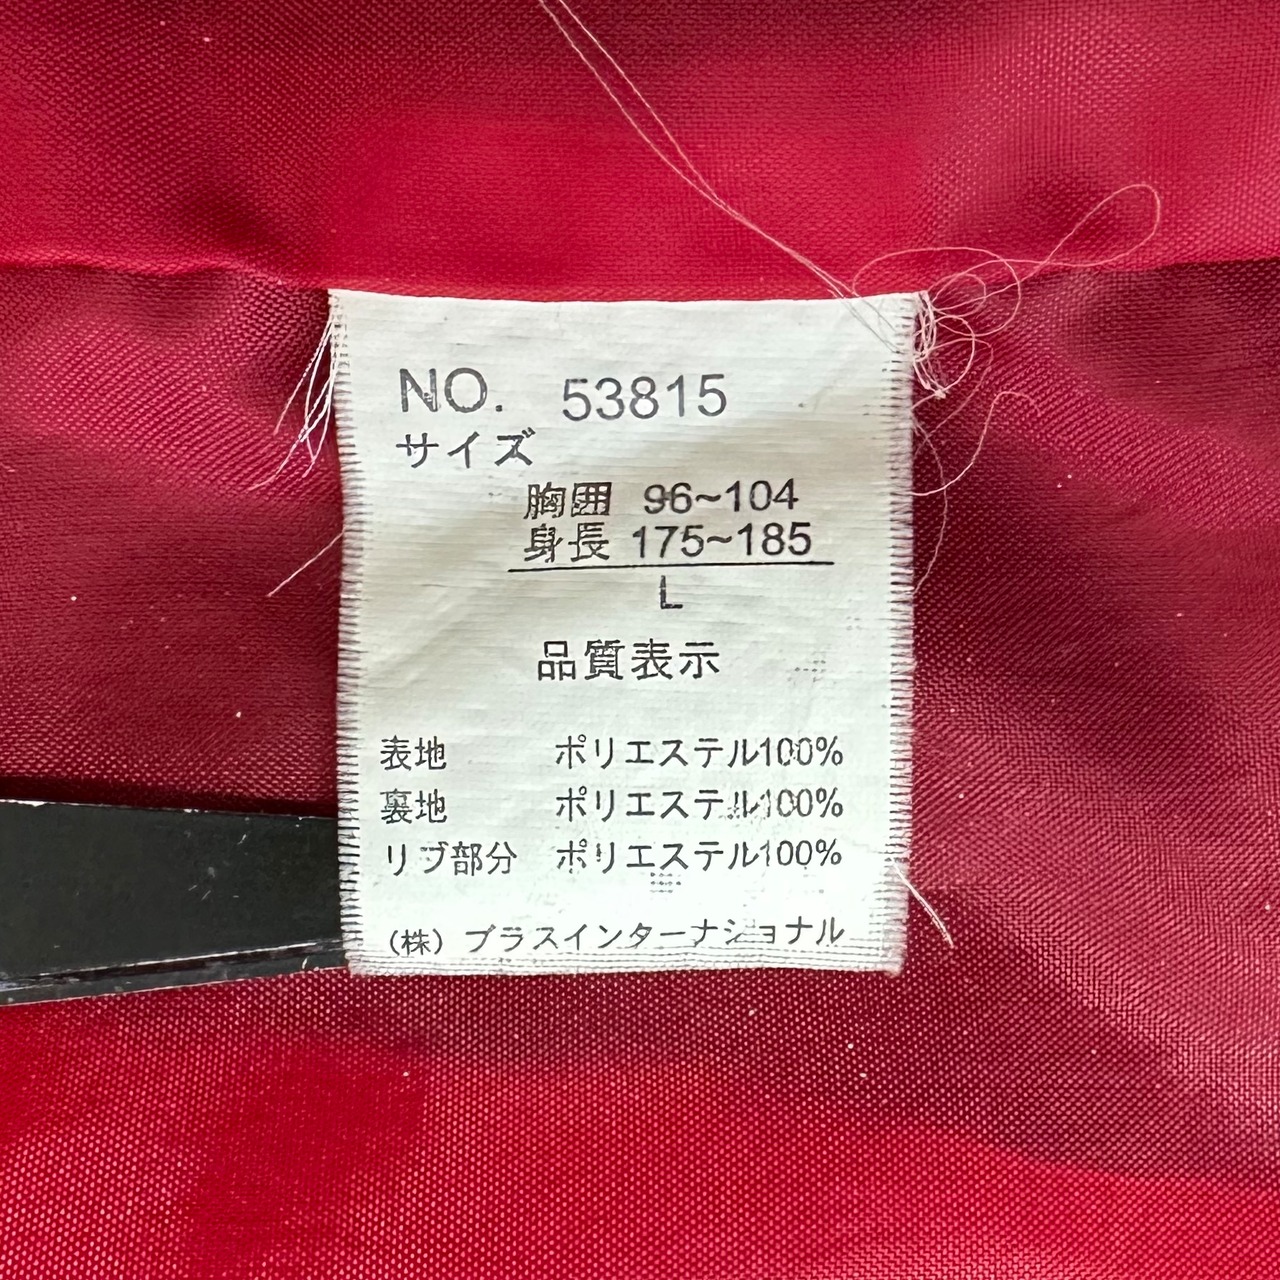 NO. 53815
サイズ
胸囲 96~104
身長 175~185
L
品質表示
表地 ポリエステル100%
裏地 ポリエステル100%
リブ部分 ポリエステル100%
(株) プラスインターナショナル